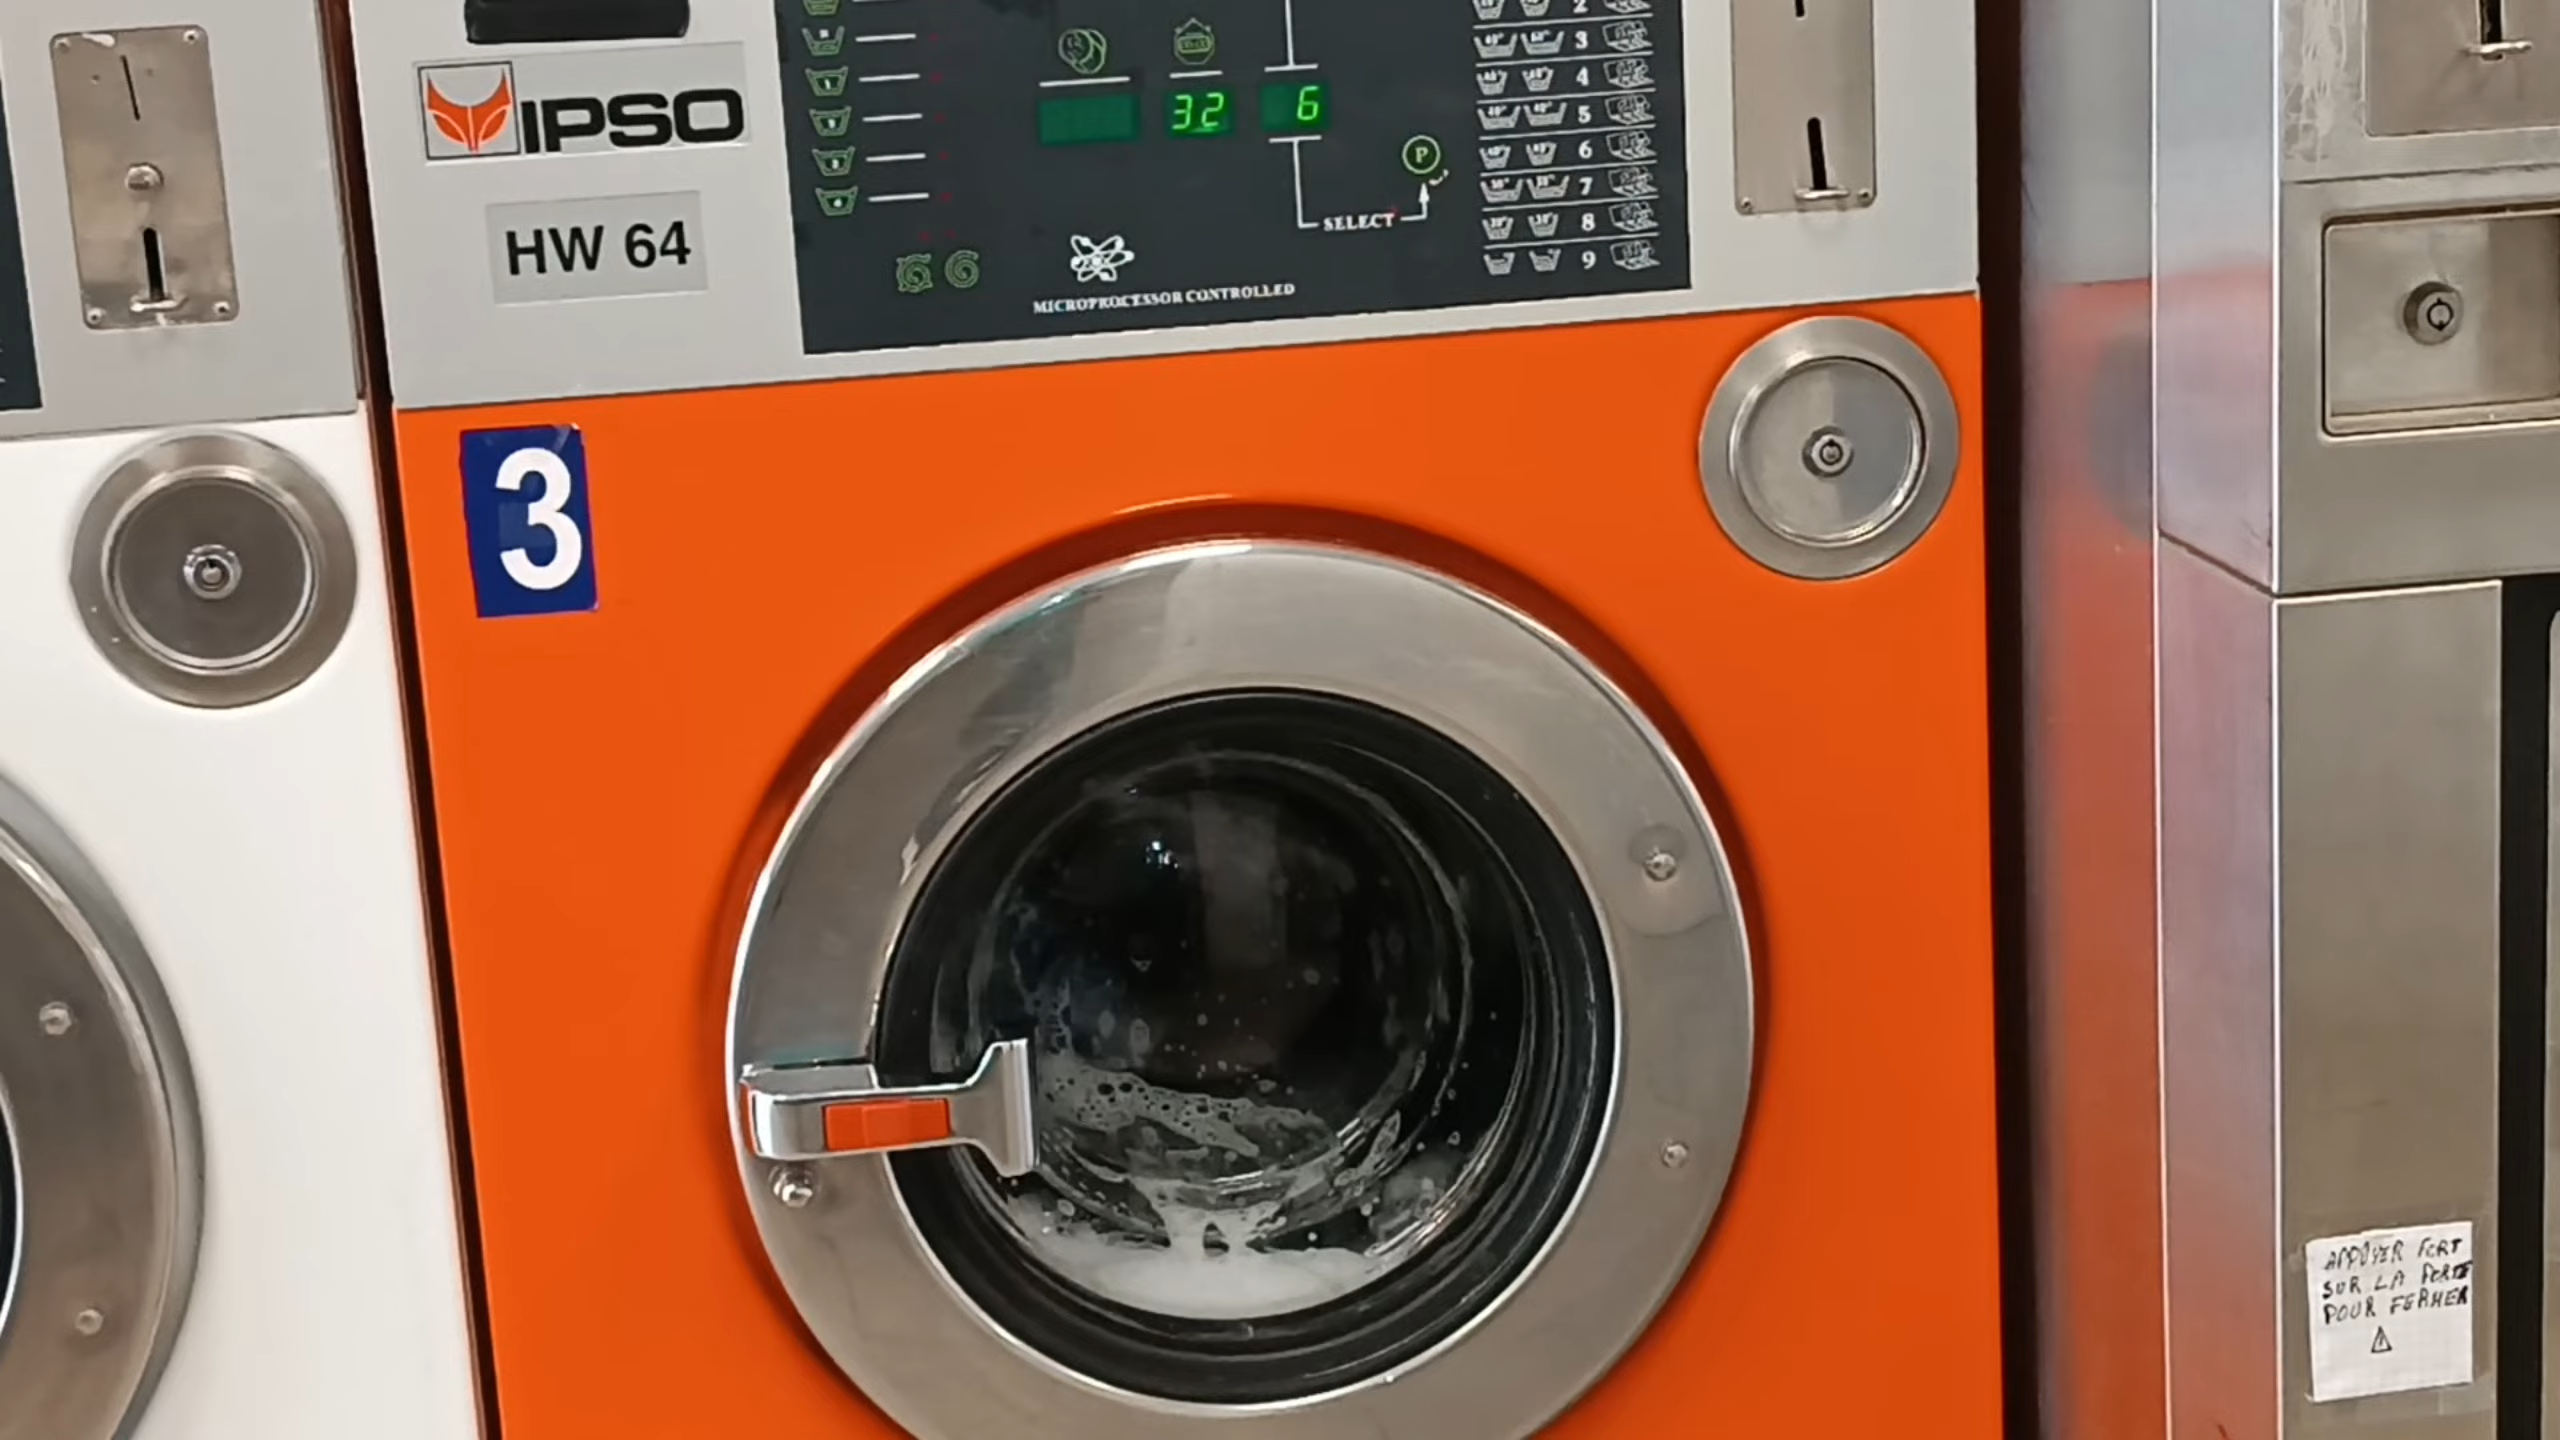 IPSO
HW 64
32
6
P
SELECT
MICROPROCESSOR CONTROLLED
2
3
4
5
6
7
8
9
3
APPUYER FORT
SUR LA PORTE
POUR FERMER